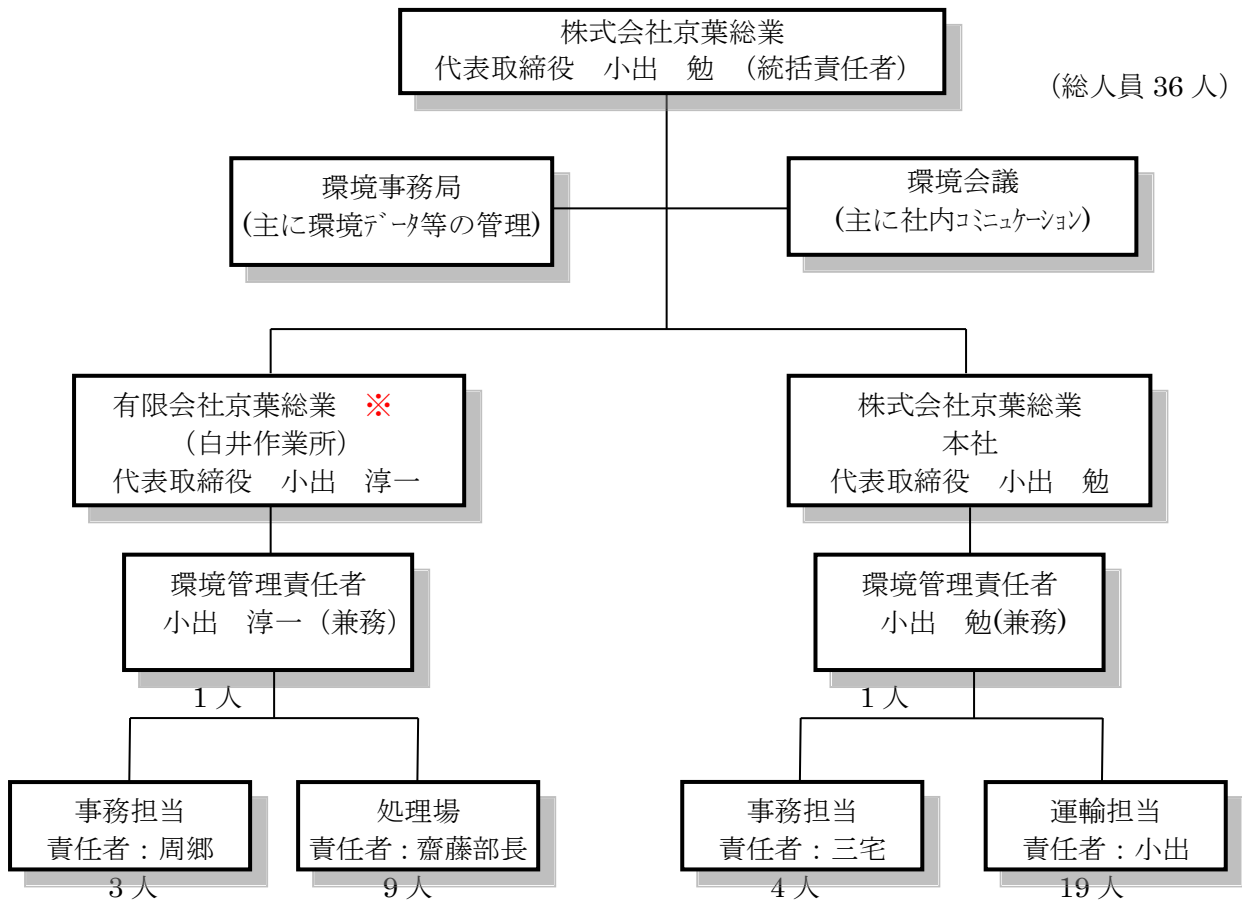 株式会社京葉総業
代表取締役　小出　勉　（統括責任者）
（総人員 36 人）
環境事務局
(主に環境ﾃﾞｰﾀ等の管理)
環境会議
(主に社内ｺﾐﾆｭｹｰｼｮﾝ)
有限会社京葉総業　※
（白井作業所）
代表取締役　小出　淳一
株式会社京葉総業
本社
代表取締役　小出　勉
環境管理責任者
小出　淳一（兼務）
1 人
環境管理責任者
小出　勉(兼務)
1 人
事務担当
責任者：周郷
3 人
処理場
責任者：齋藤部長
9 人
事務担当
責任者：三宅
4 人
運輸担当
責任者：小出
19 人